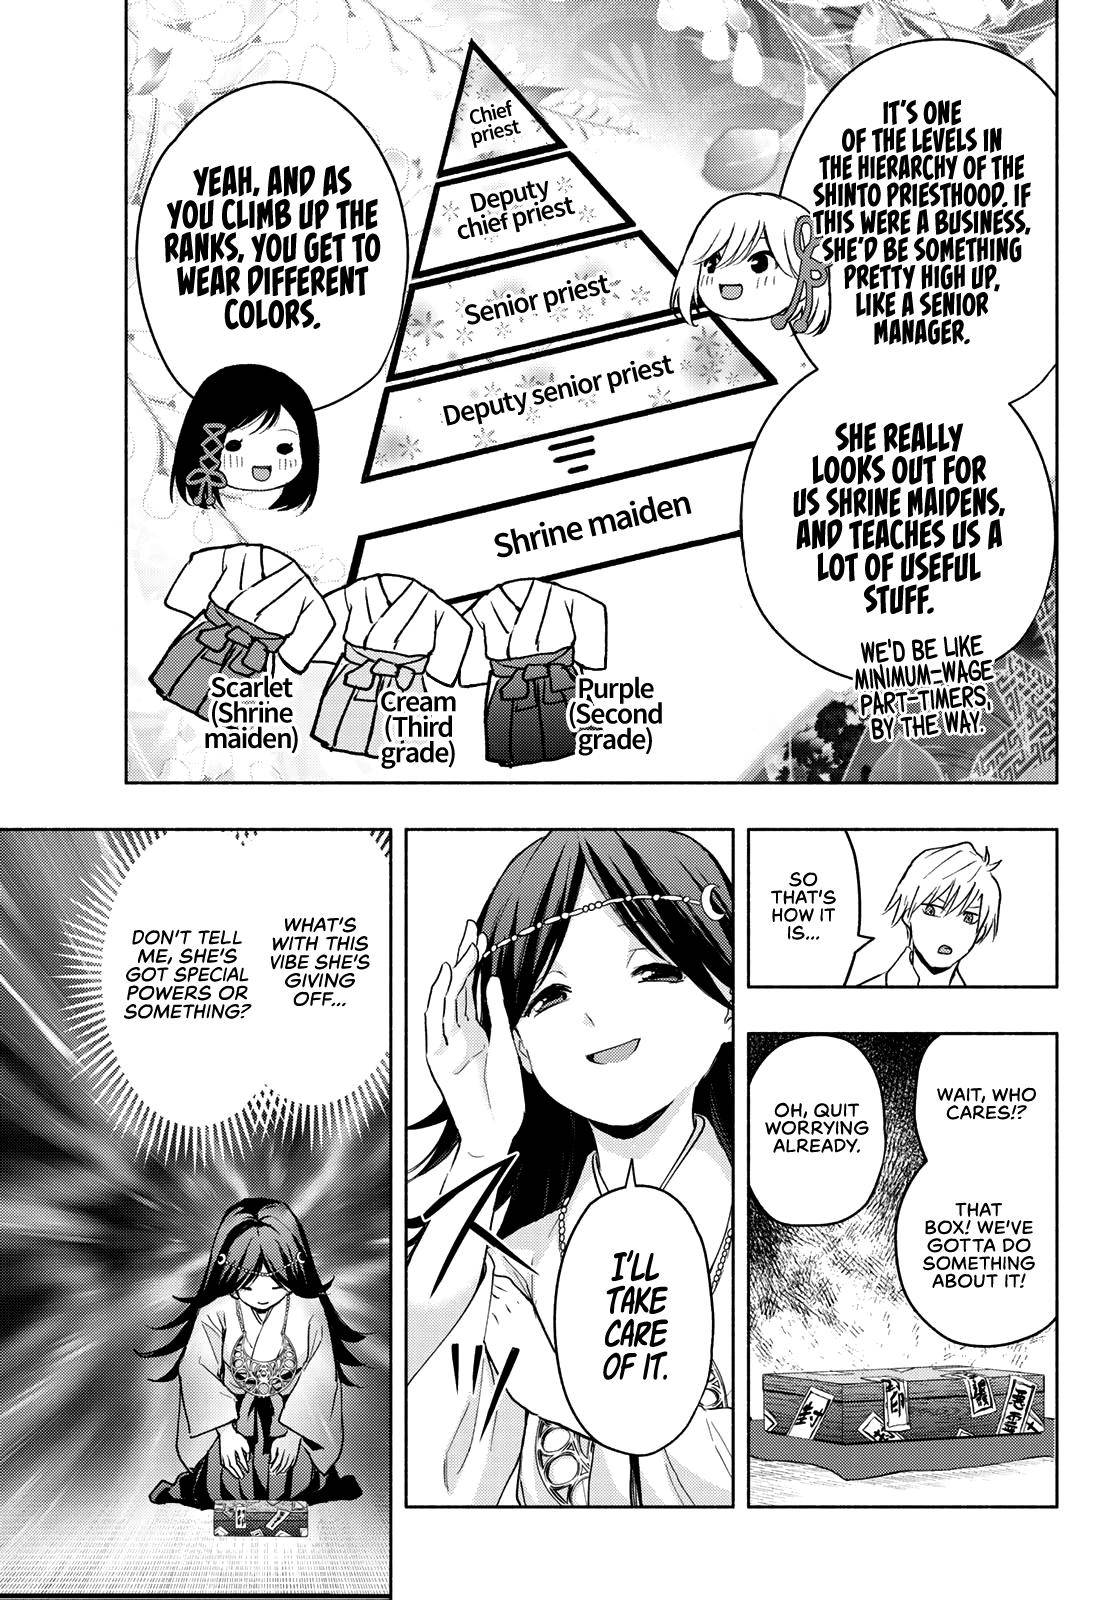 IT'S ONE
OF THE LEVELS IN
THE HIERARCHY OF THE
SHINTO PRIESTHOOD. IF
THIS WERE A BUSINESS,
SHE'D BE SOMETHING
PRETTY HIGH UP,
LIKE A SENIOR
MANAGER.
SHE REALLY
LOOKS OUT FOR
US SHRINE MAIDENS,
AND TEACHES US A
LOT OF USEFUL
STUFF.
WE'D BE LIKE
MINIMUM-WAGE
PART-TIMERS,
BY THE WAY.
Chief
priest
Deputy
chief priest
Senior priest
Deputy senior priest
Shrine maiden
YEAH, AND AS
YOU CLIMB UP THE
RANKS, YOU GET TO
WEAR DIFFERENT
COLORS.
Scarlet
(Shrine
maiden)
Cream
(Third
grade)
Purple
(Second
grade)
SO
THAT'S
HOW IT
IS...
WAIT, WHO
CARES!?
THAT
BOX! WE'VE
GOTTA DO
SOMETHING
ABOUT IT!
OH, QUIT
WORRYING
ALREADY.
封
印
I'LL
TAKE
CARE
OF IT.
WHAT'S
WITH THIS
VIBE SHE'S
GIVING
OFF...
DON'T TELL
ME, SHE'S
GOT SPECIAL
POWERS OR
SOMETHING?